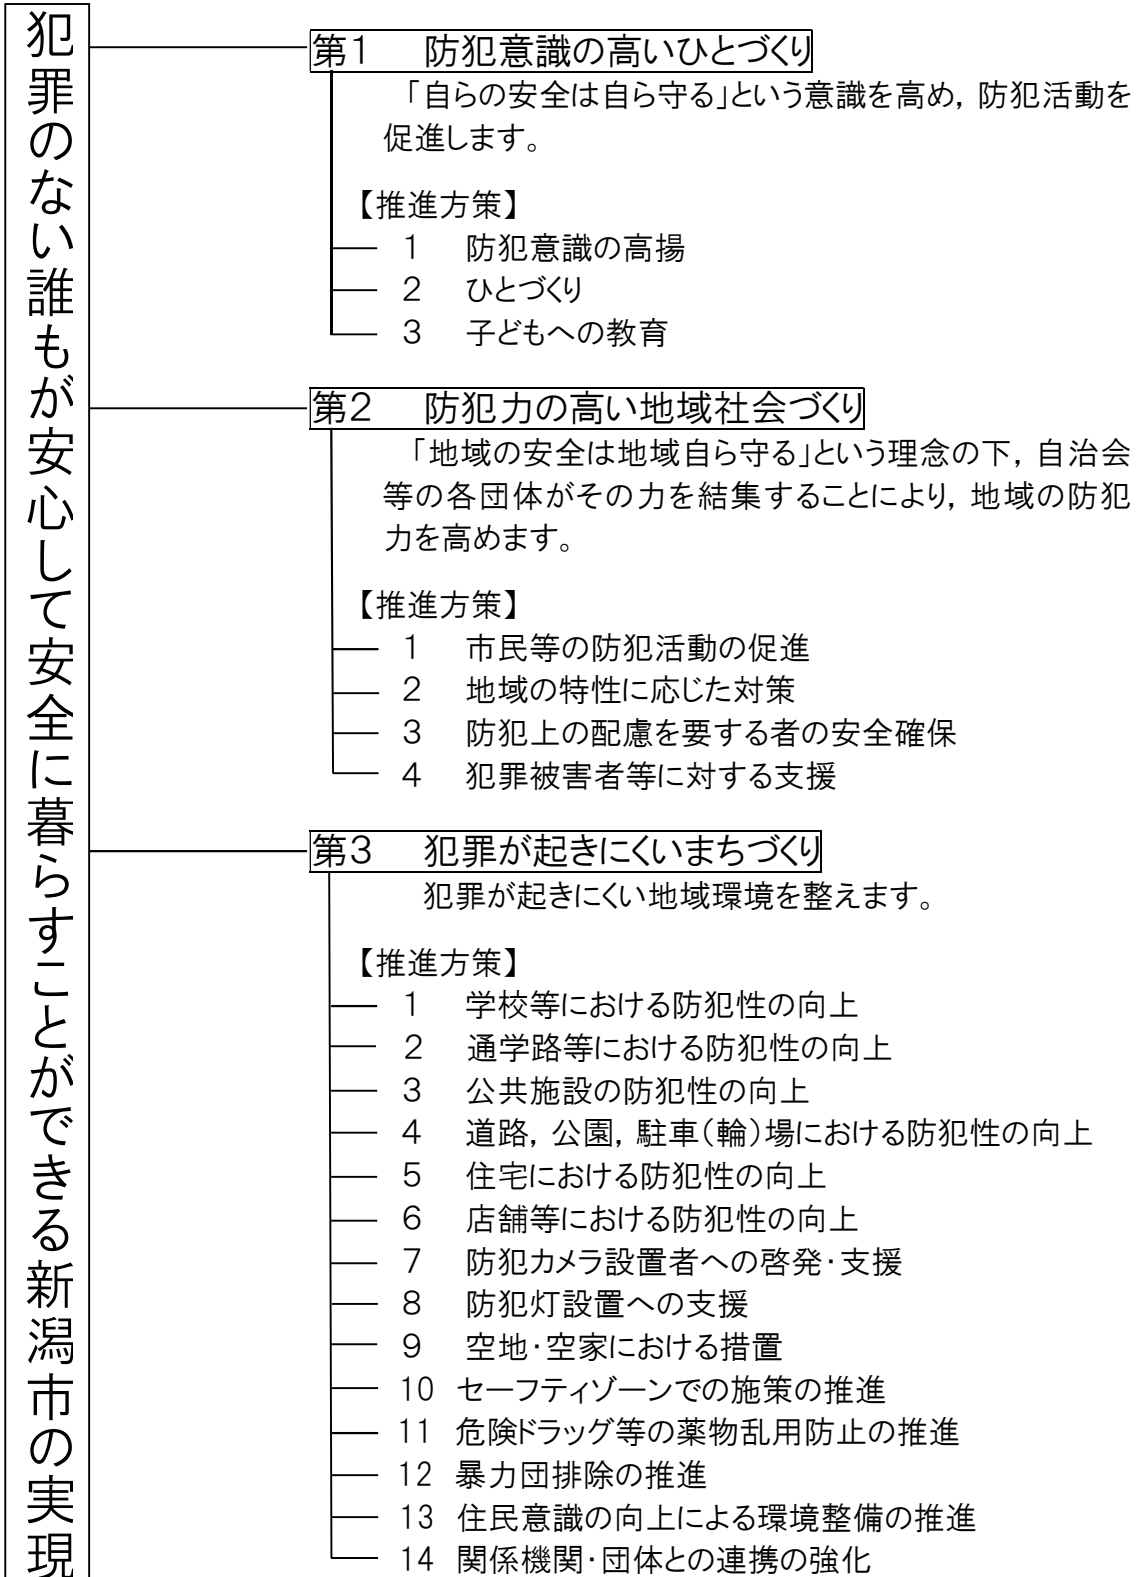 犯罪のない誰もが安心して安全に暮らすことができる新潟市の実現
第1　防犯意識の高いひとづくり
「自らの安全は自ら守る」という意識を高め，防犯活動を
促進します。
【推進方策】
1　防犯意識の高揚
2　ひとづくり
3　子どもへの教育
第2　防犯力の高い地域社会づくり
「地域の安全は地域自ら守る」という理念の下，自治会
等の各団体がその力を結集することにより，地域の防犯
力を高めます。
【推進方策】
1　市民等の防犯活動の促進
2　地域の特性に応じた対策
3　防犯上の配慮を要する者の安全確保
4　犯罪被害者等に対する支援
第3　犯罪が起きにくいまちづくり
犯罪が起きにくい地域環境を整えます。
【推進方策】
1　学校等における防犯性の向上
2　通学路等における防犯性の向上
3　公共施設の防犯性の向上
4　道路，公園，駐車（輪）場における防犯性の向上
5　住宅における防犯性の向上
6　店舗等における防犯性の向上
7　防犯カメラ設置者への啓発・支援
8　防犯灯設置への支援
9　空地・空家における措置
10　セーフティゾーンでの施策の推進
11　危険ドラッグ等の薬物乱用防止の推進
12　暴力団排除の推進
13　住民意識の向上による環境整備の推進
14　関係機関・団体との連携の強化